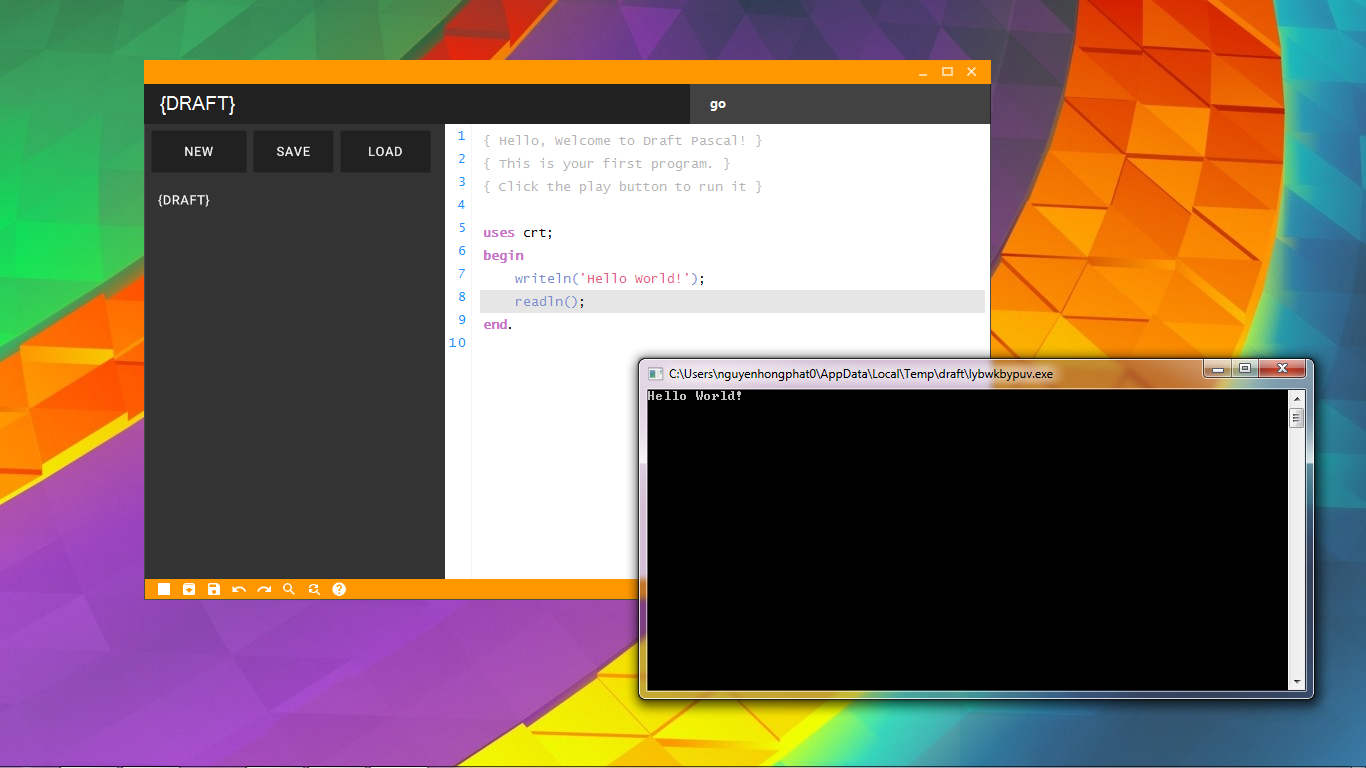 {DRAFT}
go
NEW SAVE LOAD
{DRAFT}
1 { Hello, Welcome to Draft Pascal! }
2 { This is your first program. }
3 { Click the play button to run it }
4
5 uses crt;
6 begin
7 writeln('Hello World!');
8 readln();
9 end.
10
C:\Users\nguyenhongphat0\AppData\Local\Temp\draft\lybwkbypuv.exe
Hello World!